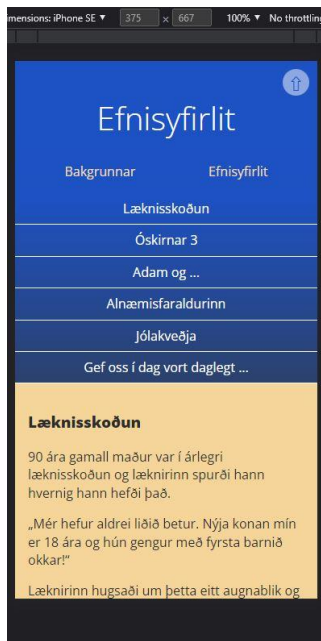 mensions: iPhone SE ▼ 375 × 667 100% ▼ No throttling
Efnisyfirlit
Bakgrunnar Efnisyfirlit
Læknisskoðun
Óskirnar 3
Adam og ...
Alnæmisfaraldurinn
Jólakveðja
Gef oss í dag vort daglegt ...
Læknisskoðun
90 ára gamall maður var í árlegri
læknisskoðun og læknirinn spurði hann
hvernig hann hefði það.
„Mér hefur aldrei liðið betur. Nýja konan mín
er 18 ára og hún gengur með fyrsta barnið
okkar!“
Læknirinn hugsaði um þetta eitt augnablik og